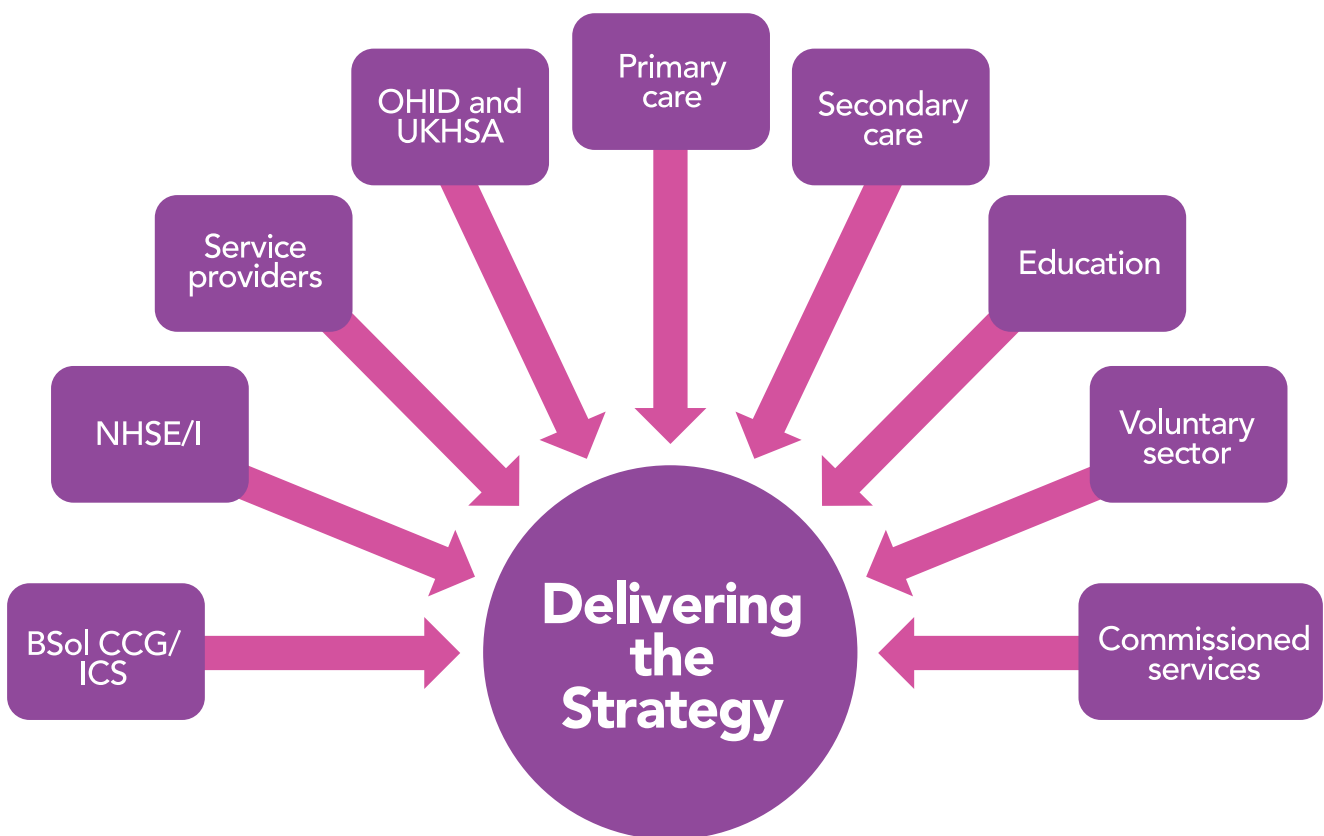 Primary
care
OHID and
UKHSA
Secondary
care
Service
providers
Education
NHSE/I
Voluntary
sector
BSol CCG/
ICS
Commissioned
services
Delivering
the
Strategy